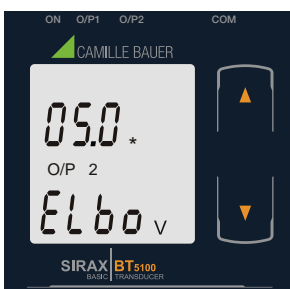 ON O/P1 O/P2 COM
CAMILLE BAUER
05.0 *
O/P 2
ELbo V
SIRAX BT5100
BASIC TRANSDUCER